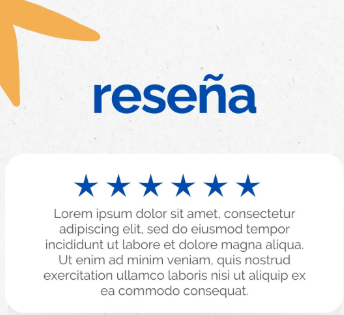 reseña
Lorem ipsum dolor sit amet, consectetur
adipiscing elit, sed do eiusmod tempor
incididunt ut labore et dolore magna aliqua.
Ut enim ad minim veniam, quis nostrud
exercitation ullamco laboris nisi ut aliquip ex
ea commodo consequat.